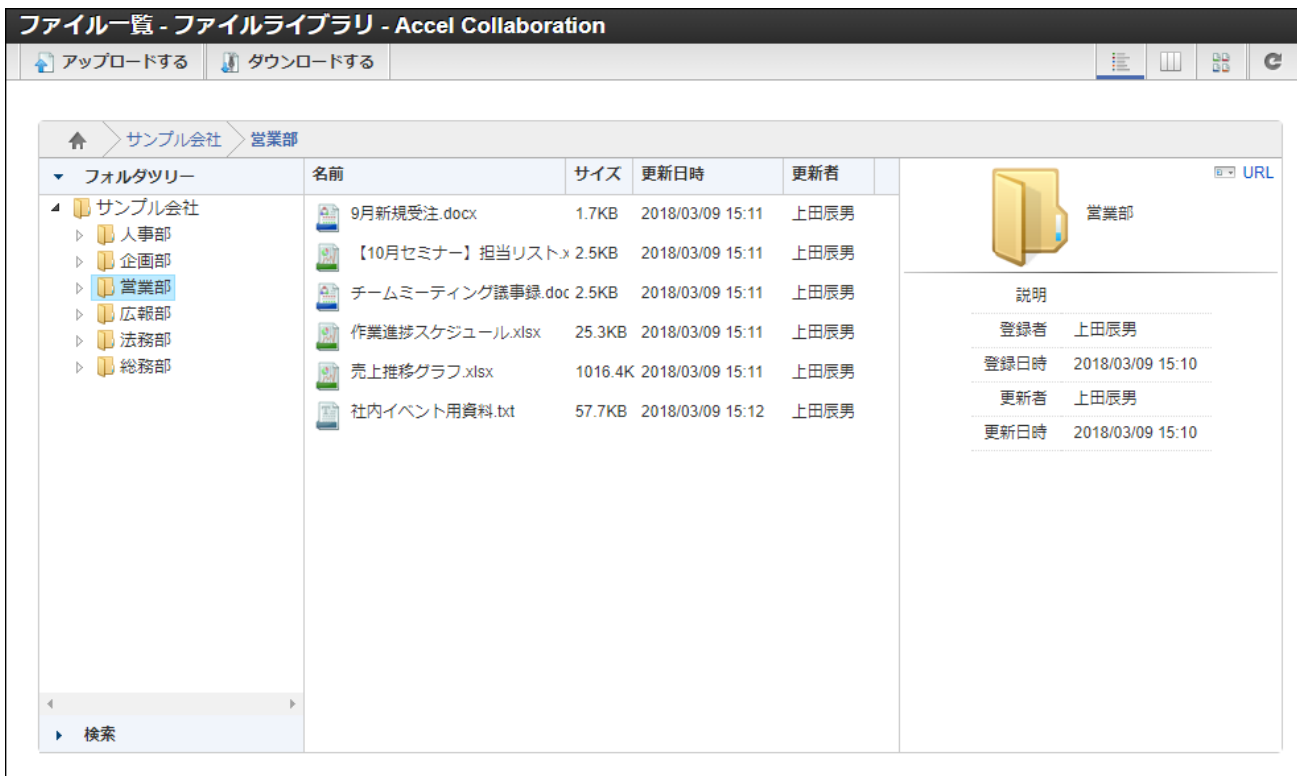 ファイル一覧 - ファイルライブラリ - Accel Collaboration
アップロードする ダウンロードする
サンプル会社 営業部
フォルダツリー
サンプル会社
人事部
企画部
営業部
広報部
法務部
総務部
検索
名前 サイズ 更新日時 更新者
9月新規受注.docx 1.7KB 2018/03/09 15:11 上田辰男
【10月セミナー】担当リスト.x 2.5KB 2018/03/09 15:11 上田辰男
チームミーティング議事録.doc 2.5KB 2018/03/09 15:11 上田辰男
作業進捗スケジュール.xlsx 25.3KB 2018/03/09 15:11 上田辰男
売上推移グラフ.xlsx 1016.4K 2018/03/09 15:11 上田辰男
社内イベント用資料.txt 57.7KB 2018/03/09 15:12 上田辰男
URL
営業部
説明
登録者 上田辰男
登録日時 2018/03/09 15:10
更新者 上田辰男
更新日時 2018/03/09 15:10